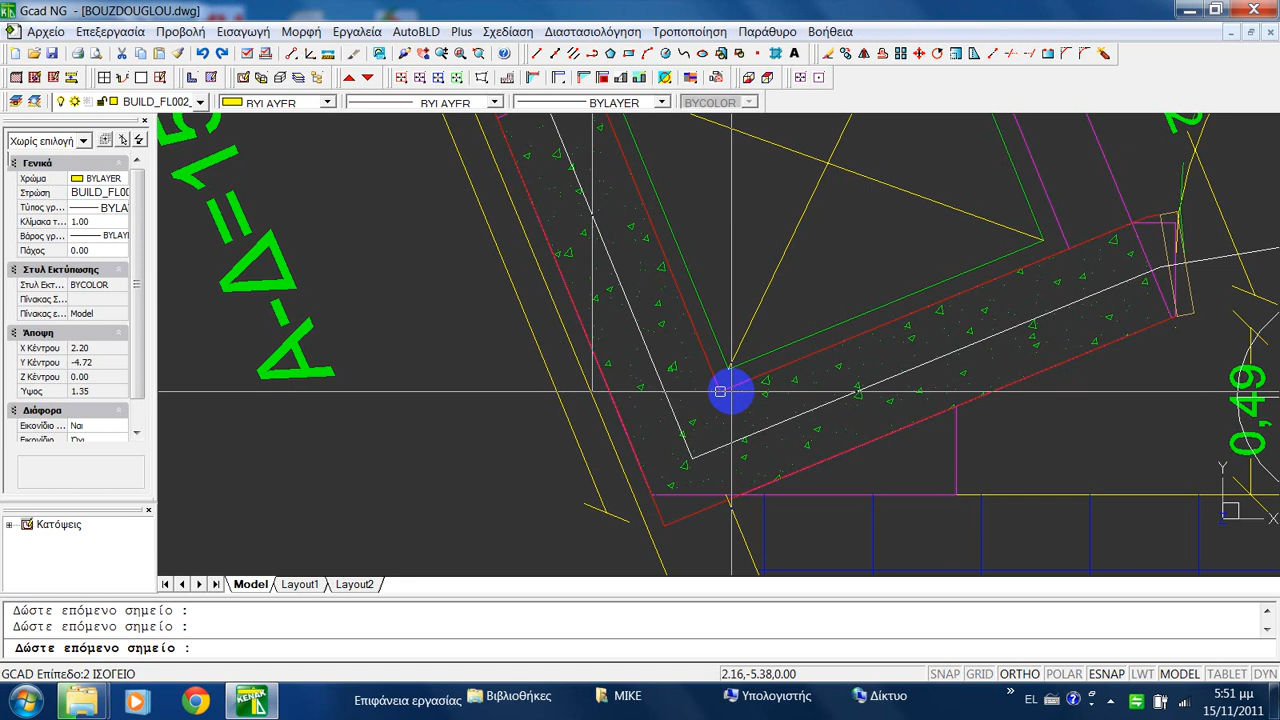 Gcad NG - [BOUZDOUGLOU.dwg]
Αρχείο Επεξεργασία Προβολή Εισαγωγή Μορφή Εργαλεία AutoBLD Plus Σχεδίαση Διαστασιολόγηση Τροποποίηση Παράθυρο Βοήθεια
BUILD_FL002_ BYLAYER BYLAYER BYLAYER BYCOLOR
Χωρίς επιλογή
Γενικά
Χρώμα BYLAYER
Στρώση BUILD_FL00
Τύπος γρ... BYLA
Κλίμακα τ... 1.00
Βάρος γρ... BYLAY
Πάχος 0.00
Στυλ Εκτύπωσης
Στυλ Εκτ... BYCOLOR
Πίνακας Σ...
Πίνακας ε... Model
Άποψη
X Κέντρου 2.20
Y Κέντρου -4.72
Z Κέντρου 0.00
Ύψος 1.35
Διάφορα
Εικονίδιο ... Ναι
Κατόψεις
Α-Δ=15
2
0,49
Y
X
Z
Model Layout1 Layout2
Δώστε επόμενο σημείο :
Δώστε επόμενο σημείο :
Δώστε επόμενο σημείο :
GCAD Επίπεδο:2 ΙΣΟΓΕΙΟ 2.16,-5.38,0.00 SNAP GRID ORTHO POLAR ESNAP LWT MODEL TABLET DYN
KENAK Επιφάνεια εργασίας Βιβλιοθήκες MIKE Υπολογιστής Δίκτυο » EL 5:51 μμ
15/11/2011